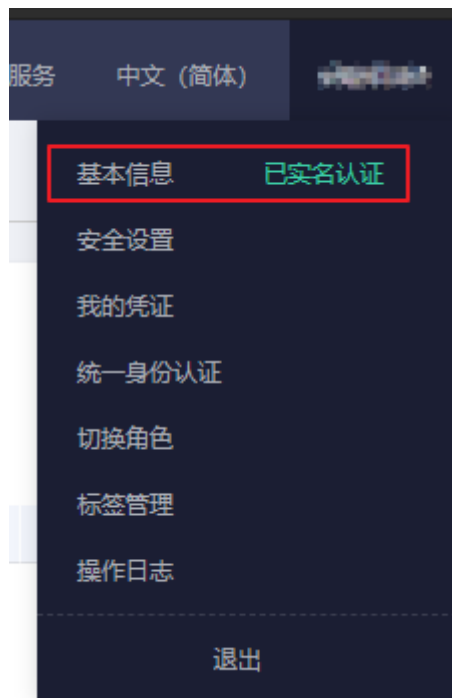 服务 中文 (简体)
基本信息 已实名认证
安全设置
我的凭证
统一身份认证
切换角色
标签管理
操作日志
退出